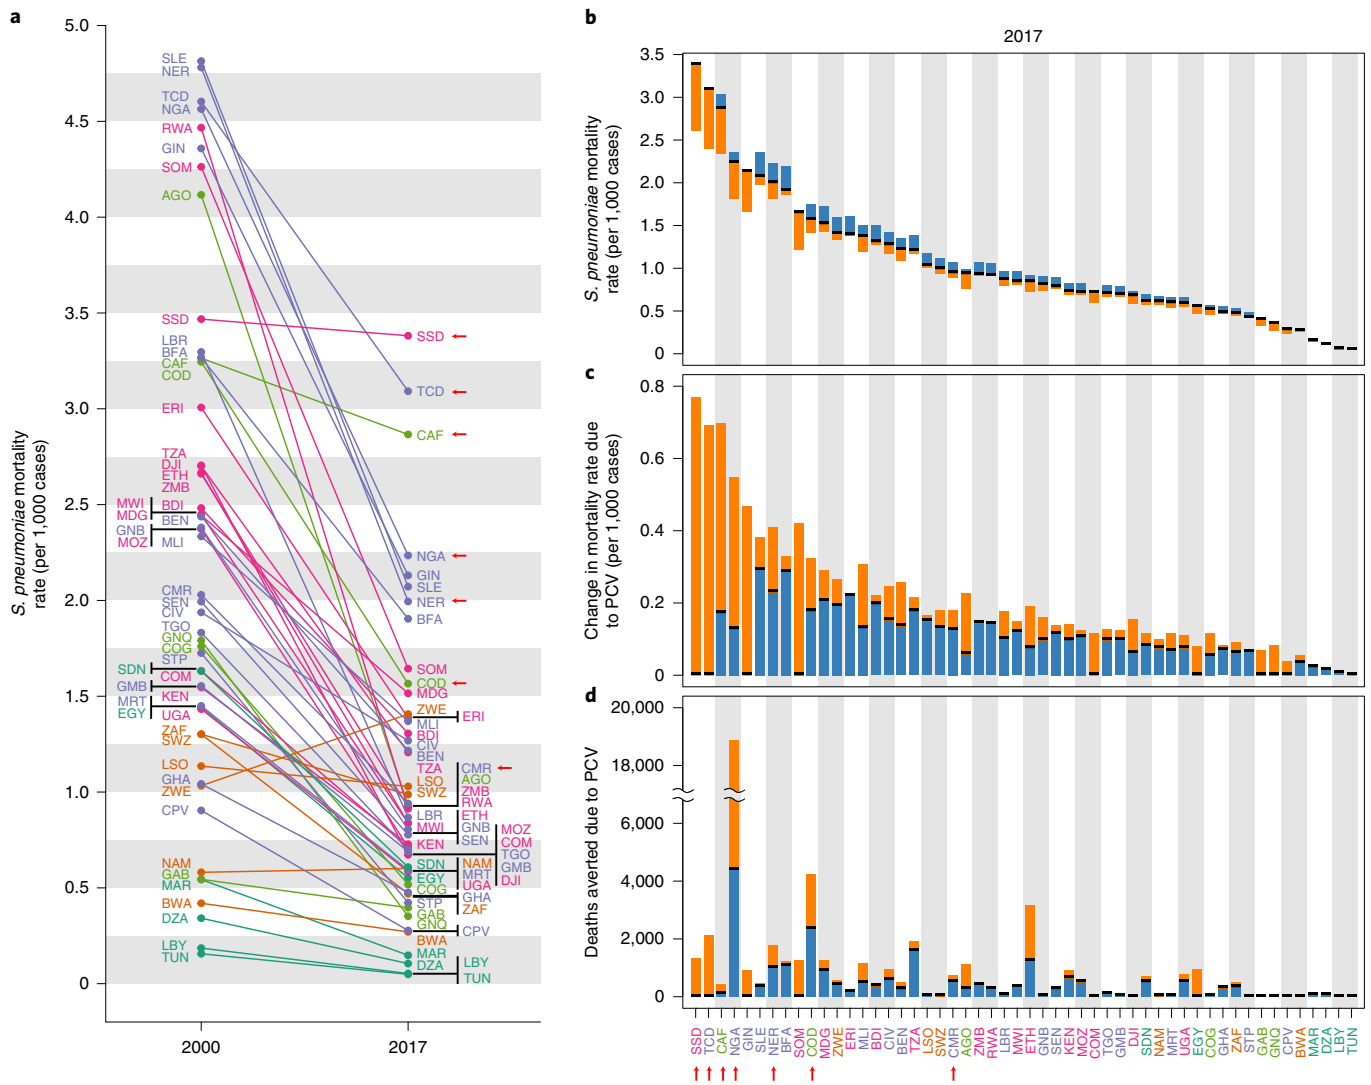 a
S. pneumoniae mortality
rate (per 1,000 cases)
5.0
4.5
4.0
3.5
3.0
2.5
2.0
1.5
1.0
0.5
0
SLE
NER
TCD
NGA
RWA
GIN
SOM
AGO
SSD
LBR
BFA
CAF
COD
ERI
TZA
DJI
ETH
ZMB
MWI BDI
MDG
BEN
GNB
MOZ MLI
CMR
SEN
CIV
TGO
GNQ
COG
STP
SDN
COM
GMB
KEN
MRT
EGY UGA
ZAF
SWZ
LSO
GHA
ZWE
CPV
NAM
GAB
MAR
BWA
DZA
LBY
TUN
SSD
TCD
CAF
NGA
GIN
SLE
NER
BFA
SOM
COD
MDG
ZWE
ERI
MLI
BDI
CIV
BEN
TZA CMR
LSO AGO
SWZ ZMB
RWA
LBR ETH
MWI GNB MOZ
SEN COM
KEN TGO
SDN NAM GMB
EGY MRT DJI
COG UGA
STP GHA
GAB ZAF
GNQ
CPV
BWA
MAR
DZA LBY
TUN
2000
2017
b
2017
S. pneumoniae mortality
rate (per 1,000 cases)
3.5
3.0
2.5
2.0
1.5
1.0
0.5
0
c
Change in mortality rate due
to PCV (per 1,000 cases)
0.8
0.6
0.4
0.2
0
d
Deaths averted due to PCV
20,000
18,000
6,000
4,000
2,000
0
SSD
TCD
CAF
NGA
GIN
SLE
NER
BFA
SOM
COD
MDG
ZWE
ERI
MLI
BDI
CIV
BEN
TZA
LSO
SWZ
CMR
AGO
ZMB
RWA
LBR
MWI
ETH
GNB
SEN
KEN
MOZ
COM
TGO
GMB
DJI
SDN
NAM
MRT
UGA
EGY
COG
GHA
ZAF
STP
GAB
GNQ
CPV
BWA
MAR
DZA
LBY
TUN